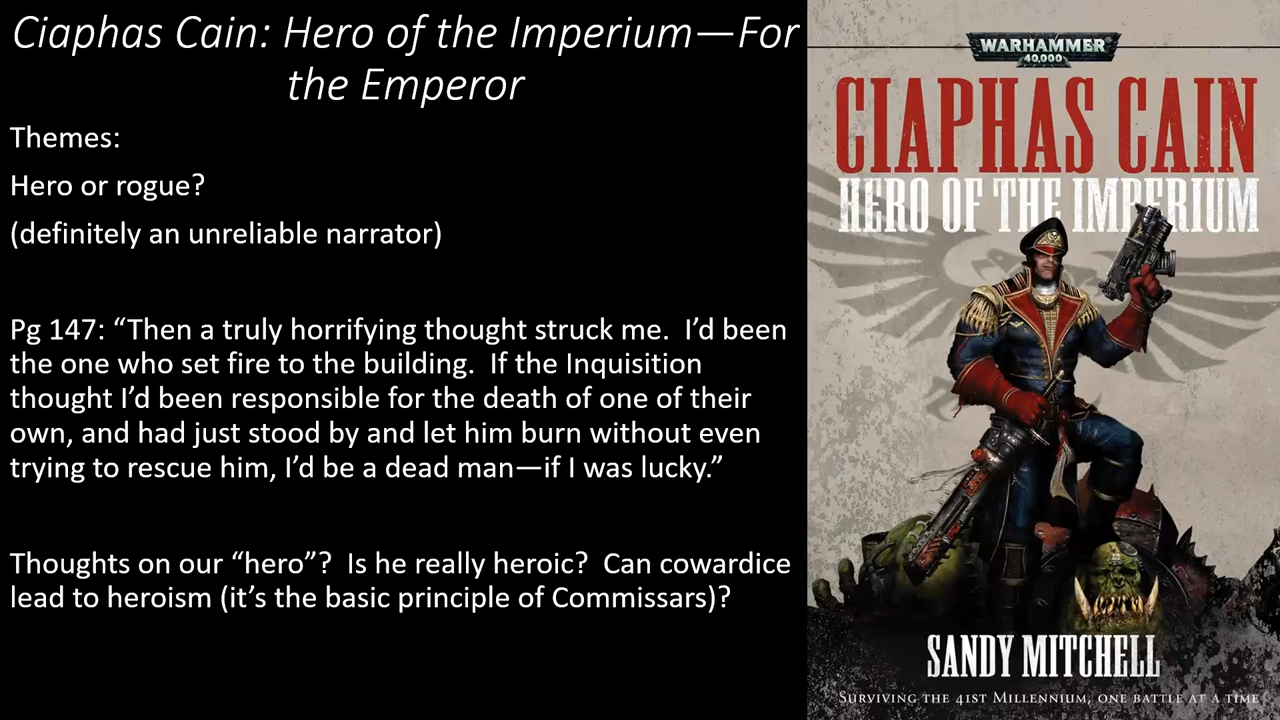 Ciaphas Cain: Hero of the Imperium—For
the Emperor
Themes:
Hero or rogue?
(definitely an unreliable narrator)
Pg 147: “Then a truly horrifying thought struck me.  I’d been
the one who set fire to the building.  If the Inquisition
thought I’d been responsible for the death of one of their
own, and had just stood by and let him burn without even
trying to rescue him, I’d be a dead man—if I was lucky.”
Thoughts on our “hero”?  Is he really heroic?  Can cowardice
lead to heroism (it’s the basic principle of Commissars)?
WARHAMMER
40,000
CIAPHAS CAIN
HERO OF THE IMPERIUM
SANDY MITCHELL
SURVIVING THE 41ST MILLENNIUM, ONE BATTLE AT A TIME